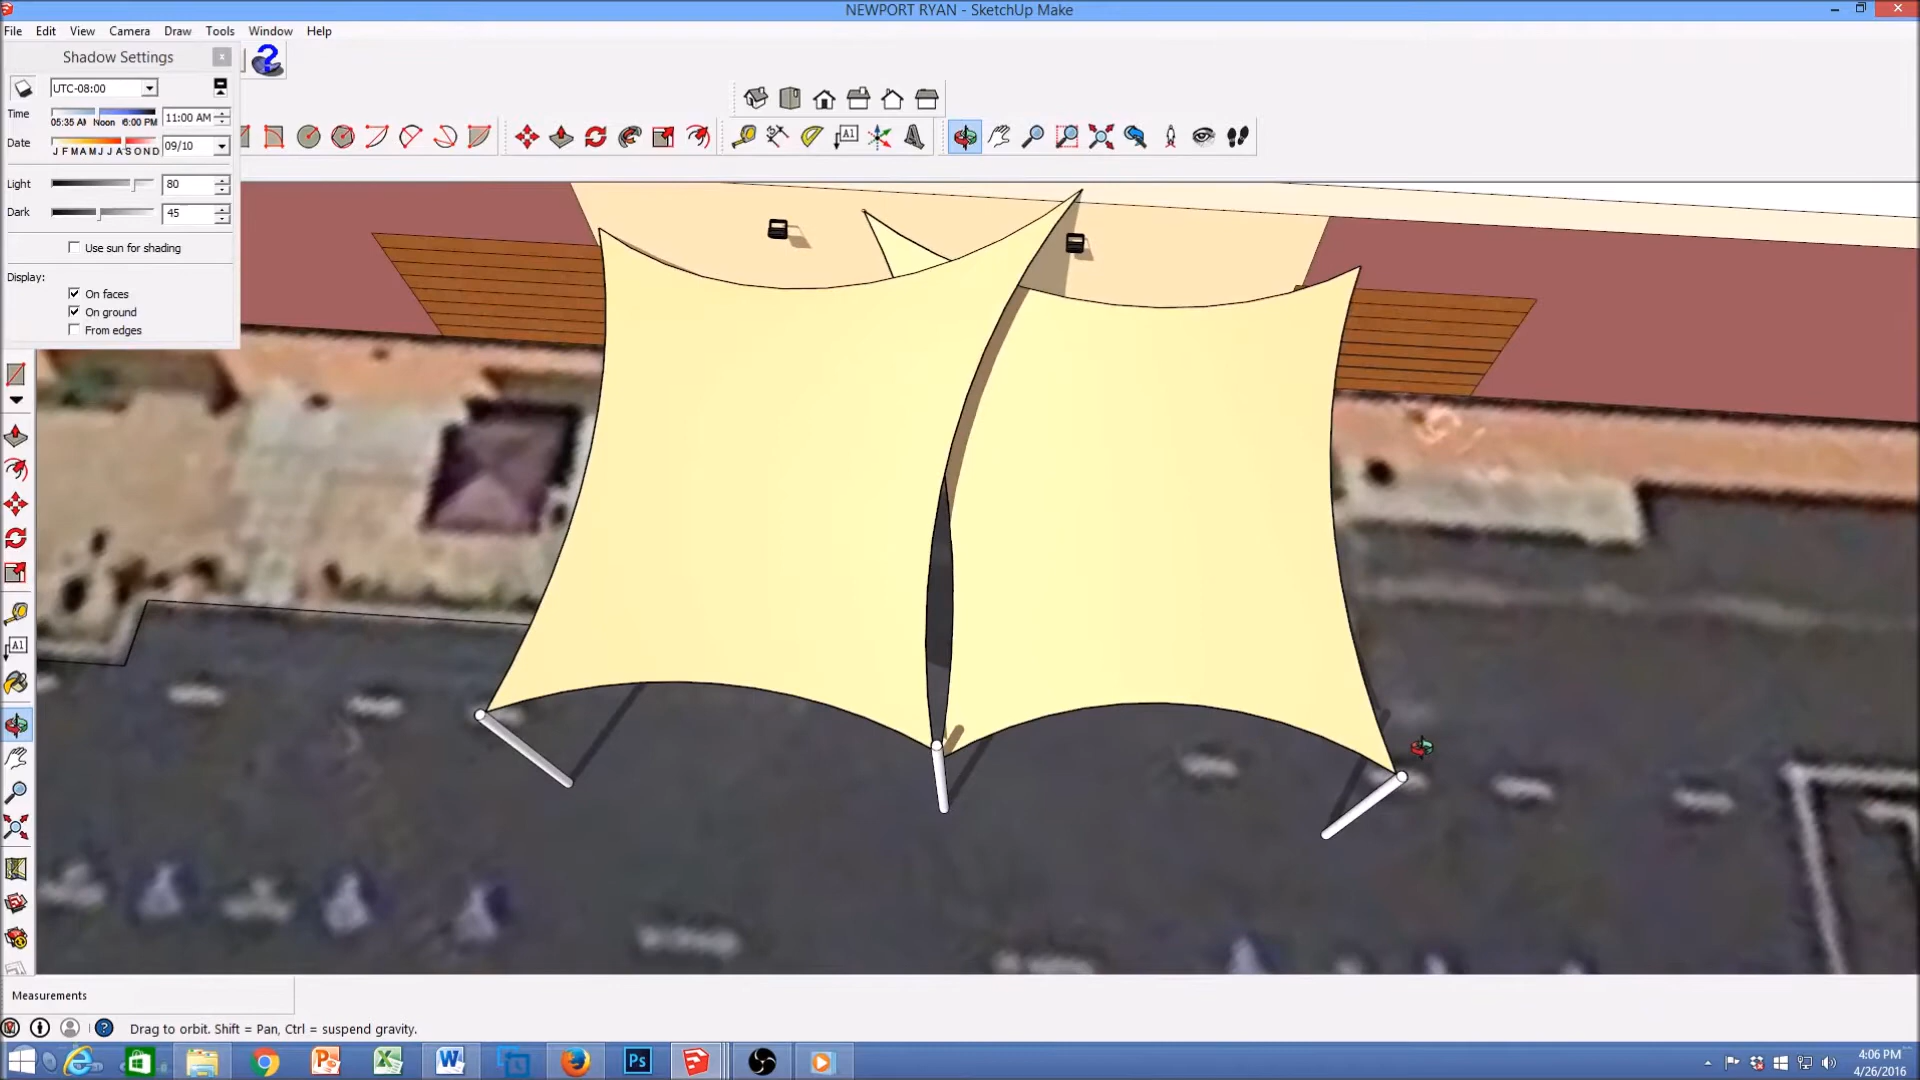 NEWPORT RYAN - SketchUp Make
File Edit View Camera Draw Tools Window Help
Shadow Settings
UTC-08:00
Time
05:35 AM Noon 6:00 PM
11:00 AM
Date
J F M A M J J A S O N D
09/10
Light
80
Dark
45
Use sun for shading
Display:
On faces
On ground
From edges
A1
A1
Measurements
Drag to orbit. Shift = Pan, Ctrl = suspend gravity.
Ps
4:06 PM
4/26/2016